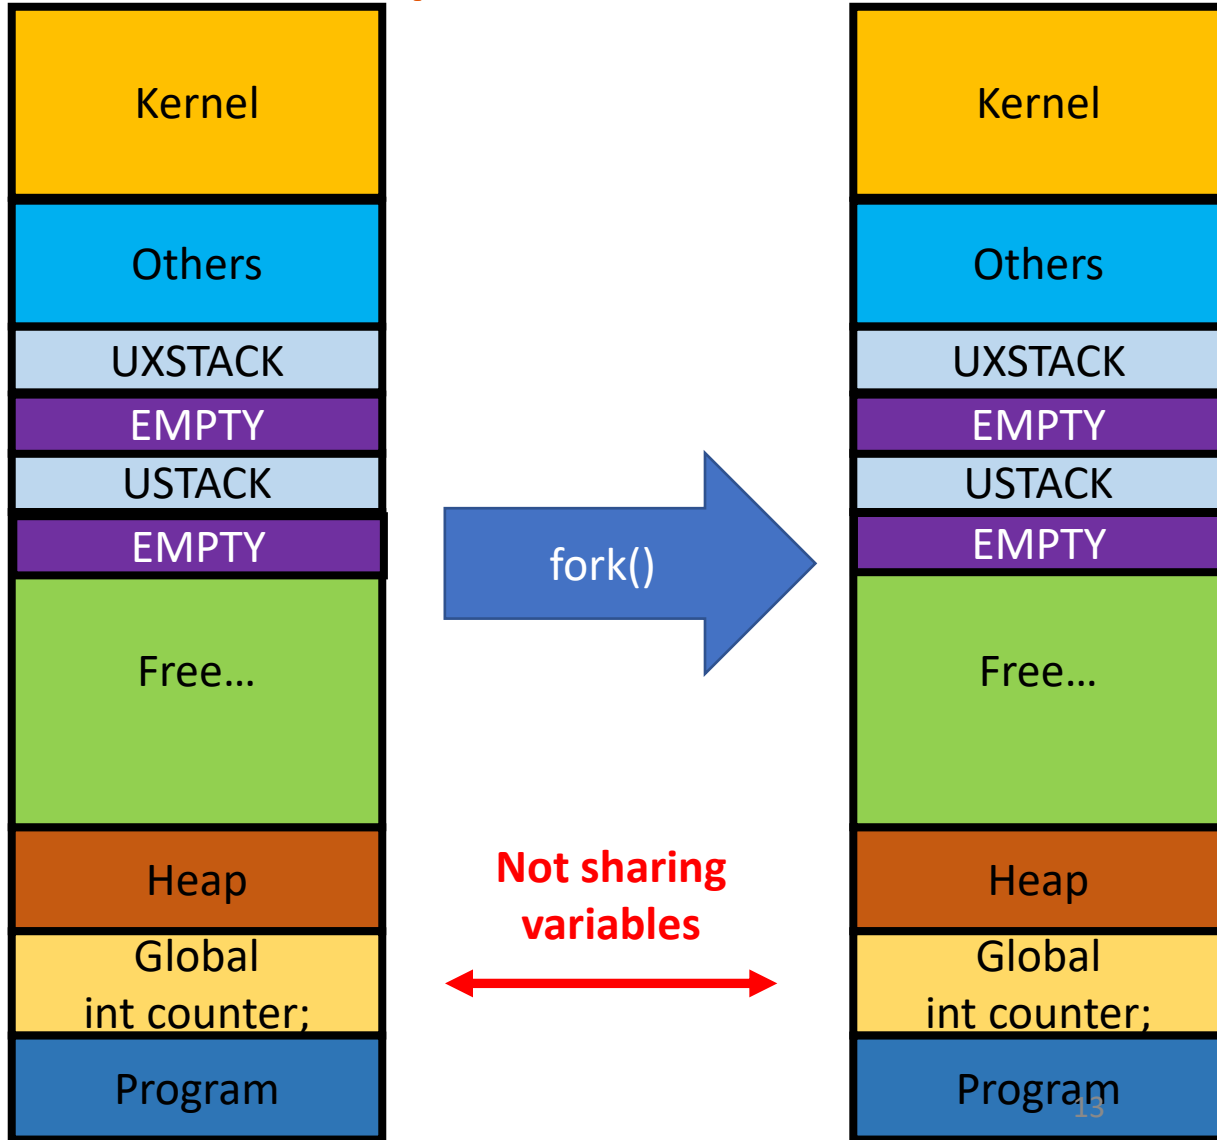 Kernel
Others
UXSTACK
EMPTY
USTACK
EMPTY
Free...
Heap
Global
int counter;
Program
fork()
Not sharing
variables
Kernel
Others
UXSTACK
EMPTY
USTACK
EMPTY
Free...
Heap
Global
int counter;
Program
13